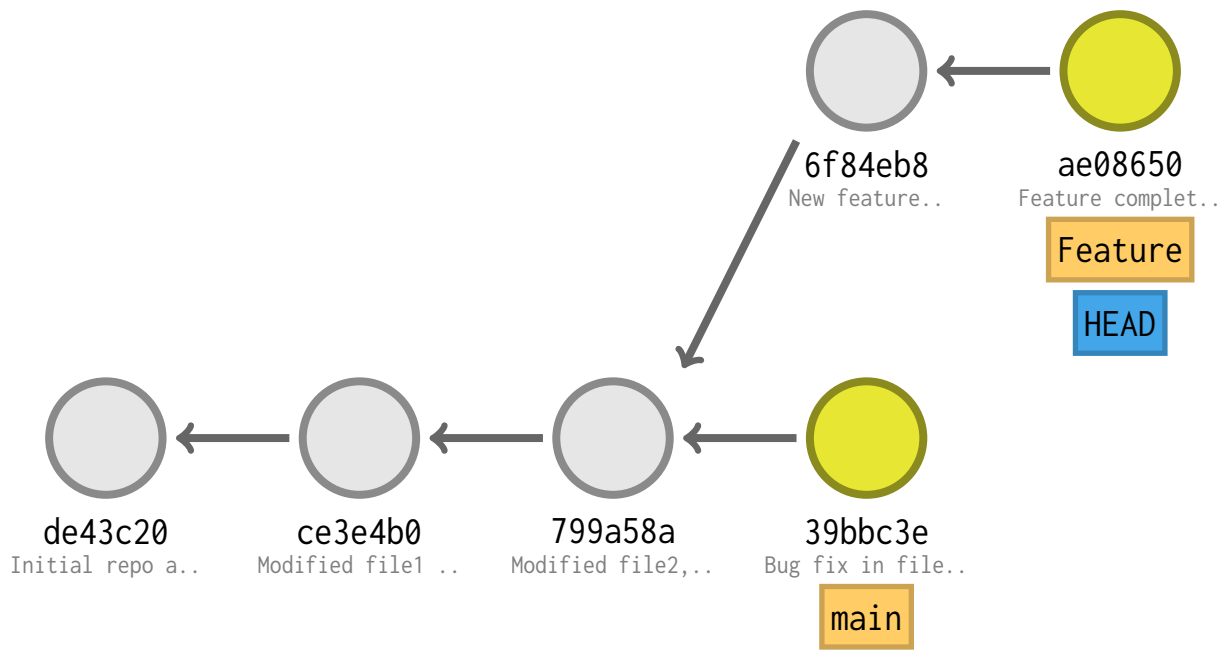 6f84eb8
New feature..
ae08650
Feature complet..
Feature
HEAD
de43c20
Initial repo a..
ce3e4b0
Modified file1 ..
799a58a
Modified file2,..
39bbc3e
Bug fix in file..
main